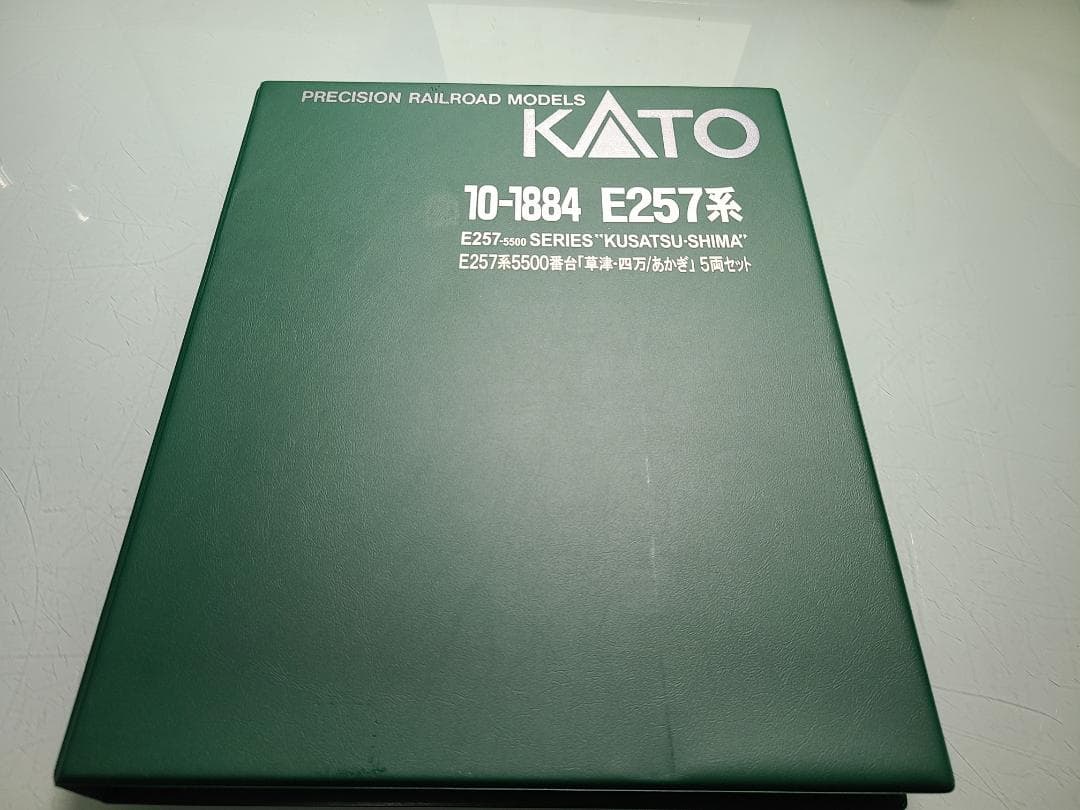 PRECISION RAILROAD MODELS
KATO
10-1884 E257系
E257-5500 SERIES "KUSATSU-SHIMA"
E257系5500番台「草津・四万/あかぎ」5両セット